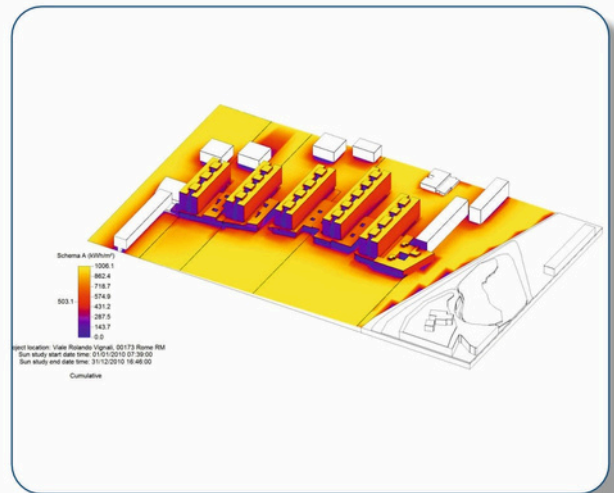 Schema A (kWh/m²)
1006.1
862.4
718.7
574.9
503.1
431.2
287.5
143.7
0.0
ject location: Viale Rolando Vignali, 00173 Rome RM
Sun study start date time: 01/01/2010 07:39:00
Sun study end date time: 31/12/2010 16:48:00
Cumulative